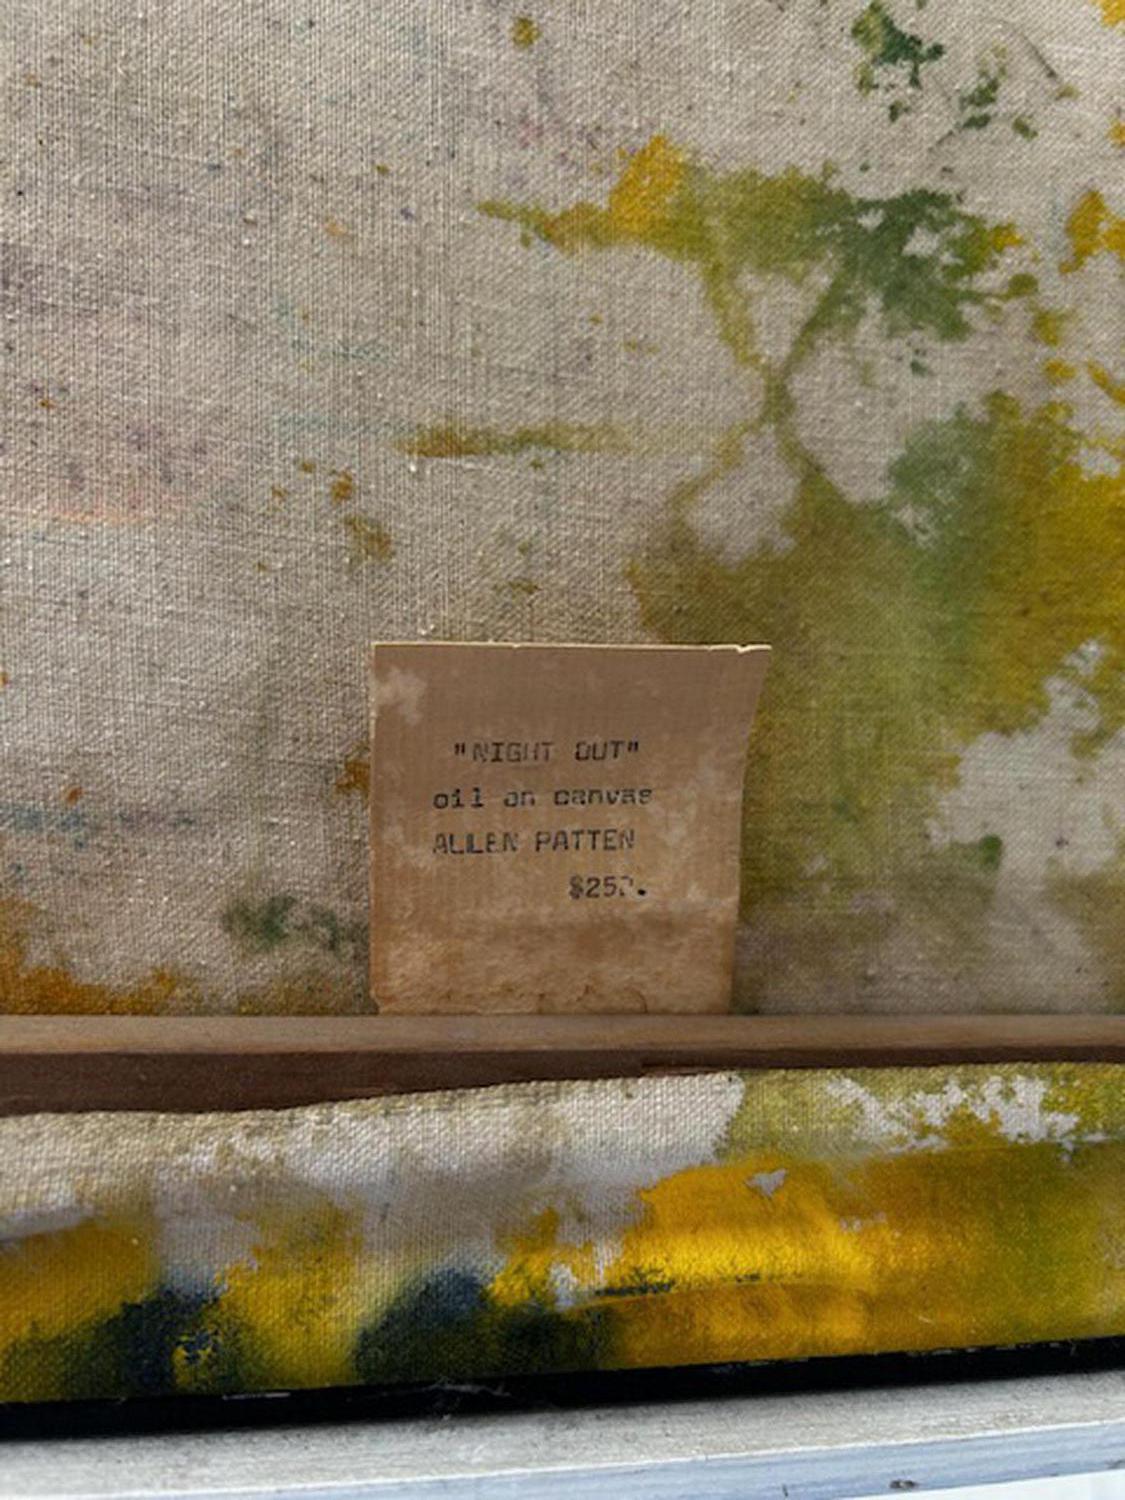 "NIGHT OUT"
oil on canvas
ALLEN PATTEN